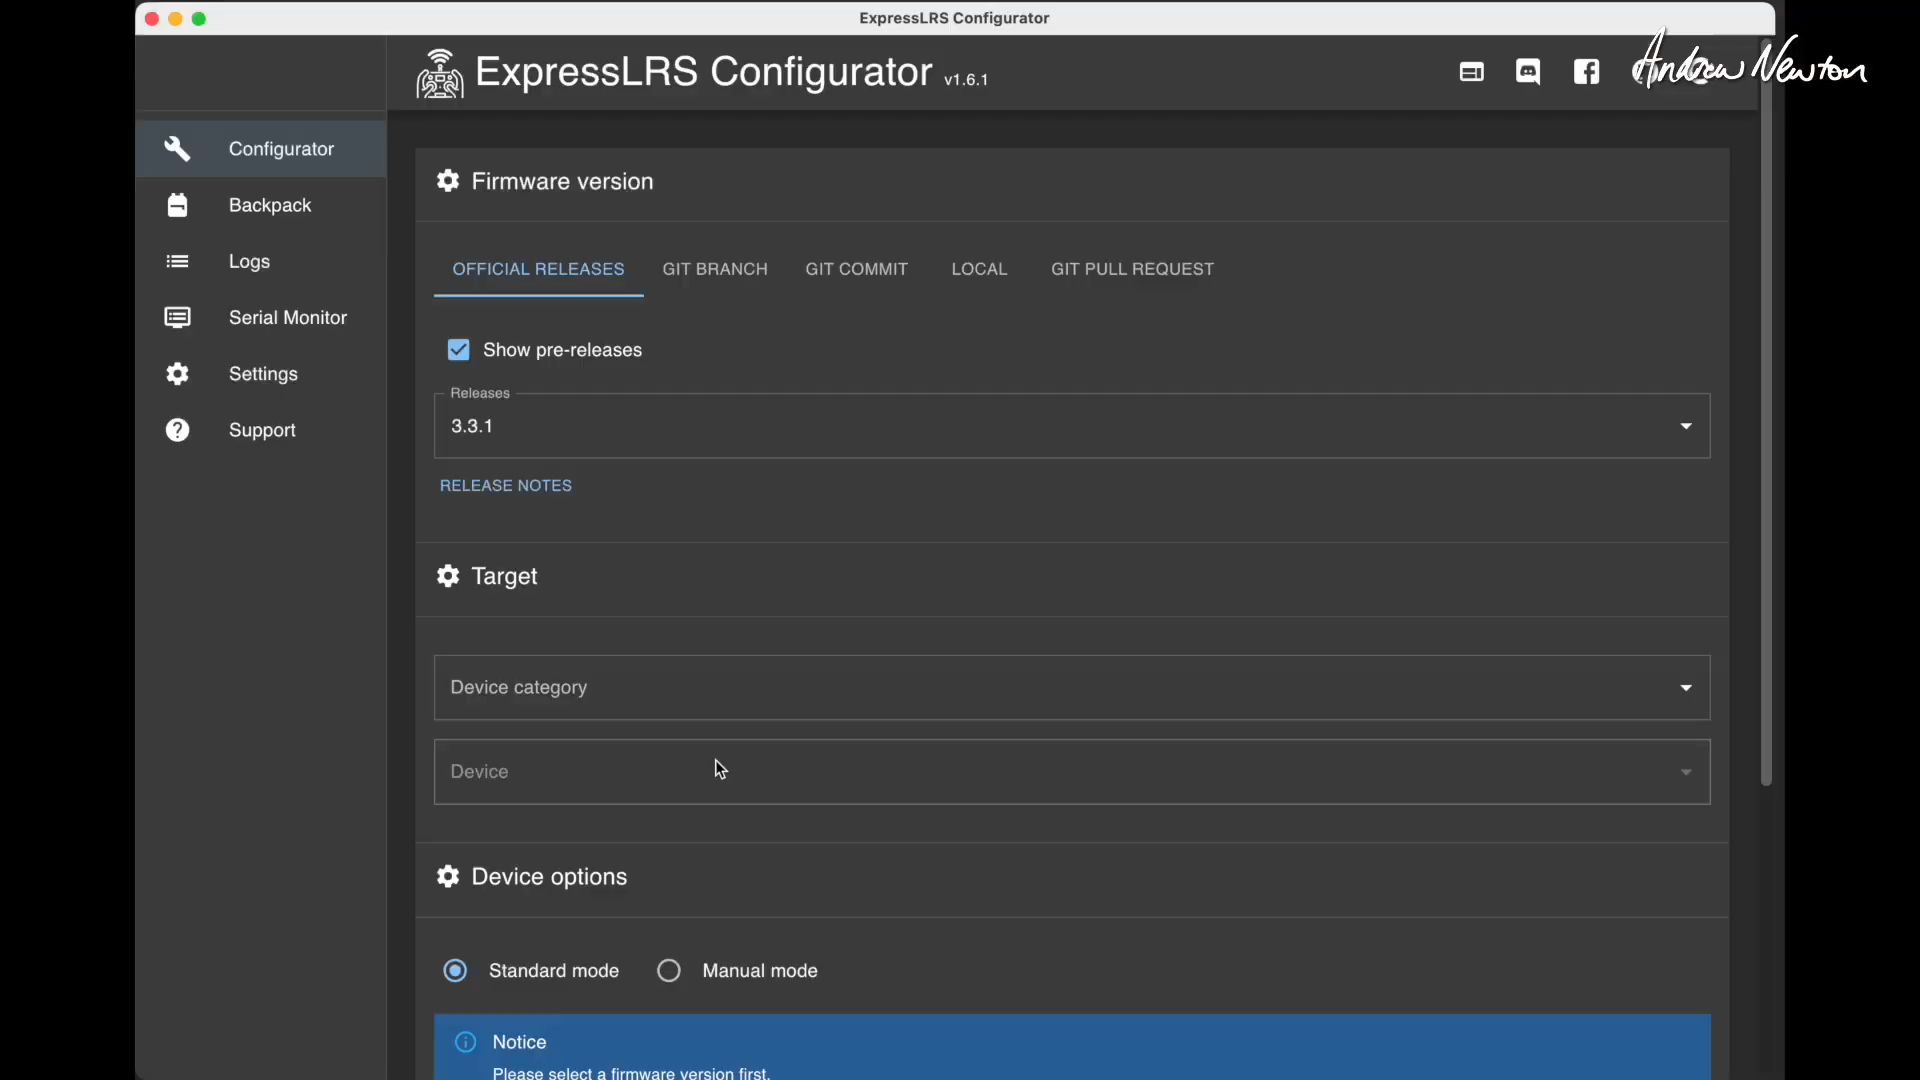 ExpressLRS Configurator
ExpressLRS Configurator v1.6.1
Andrew Newton
Configurator
Backpack
Logs
Serial Monitor
Settings
Support
Firmware version
OFFICIAL RELEASES GIT BRANCH GIT COMMIT LOCAL GIT PULL REQUEST
Show pre-releases
Releases
3.3.1
RELEASE NOTES
Target
Device category
Device
Device options
Standard mode Manual mode
Notice
Please select a firmware version first.